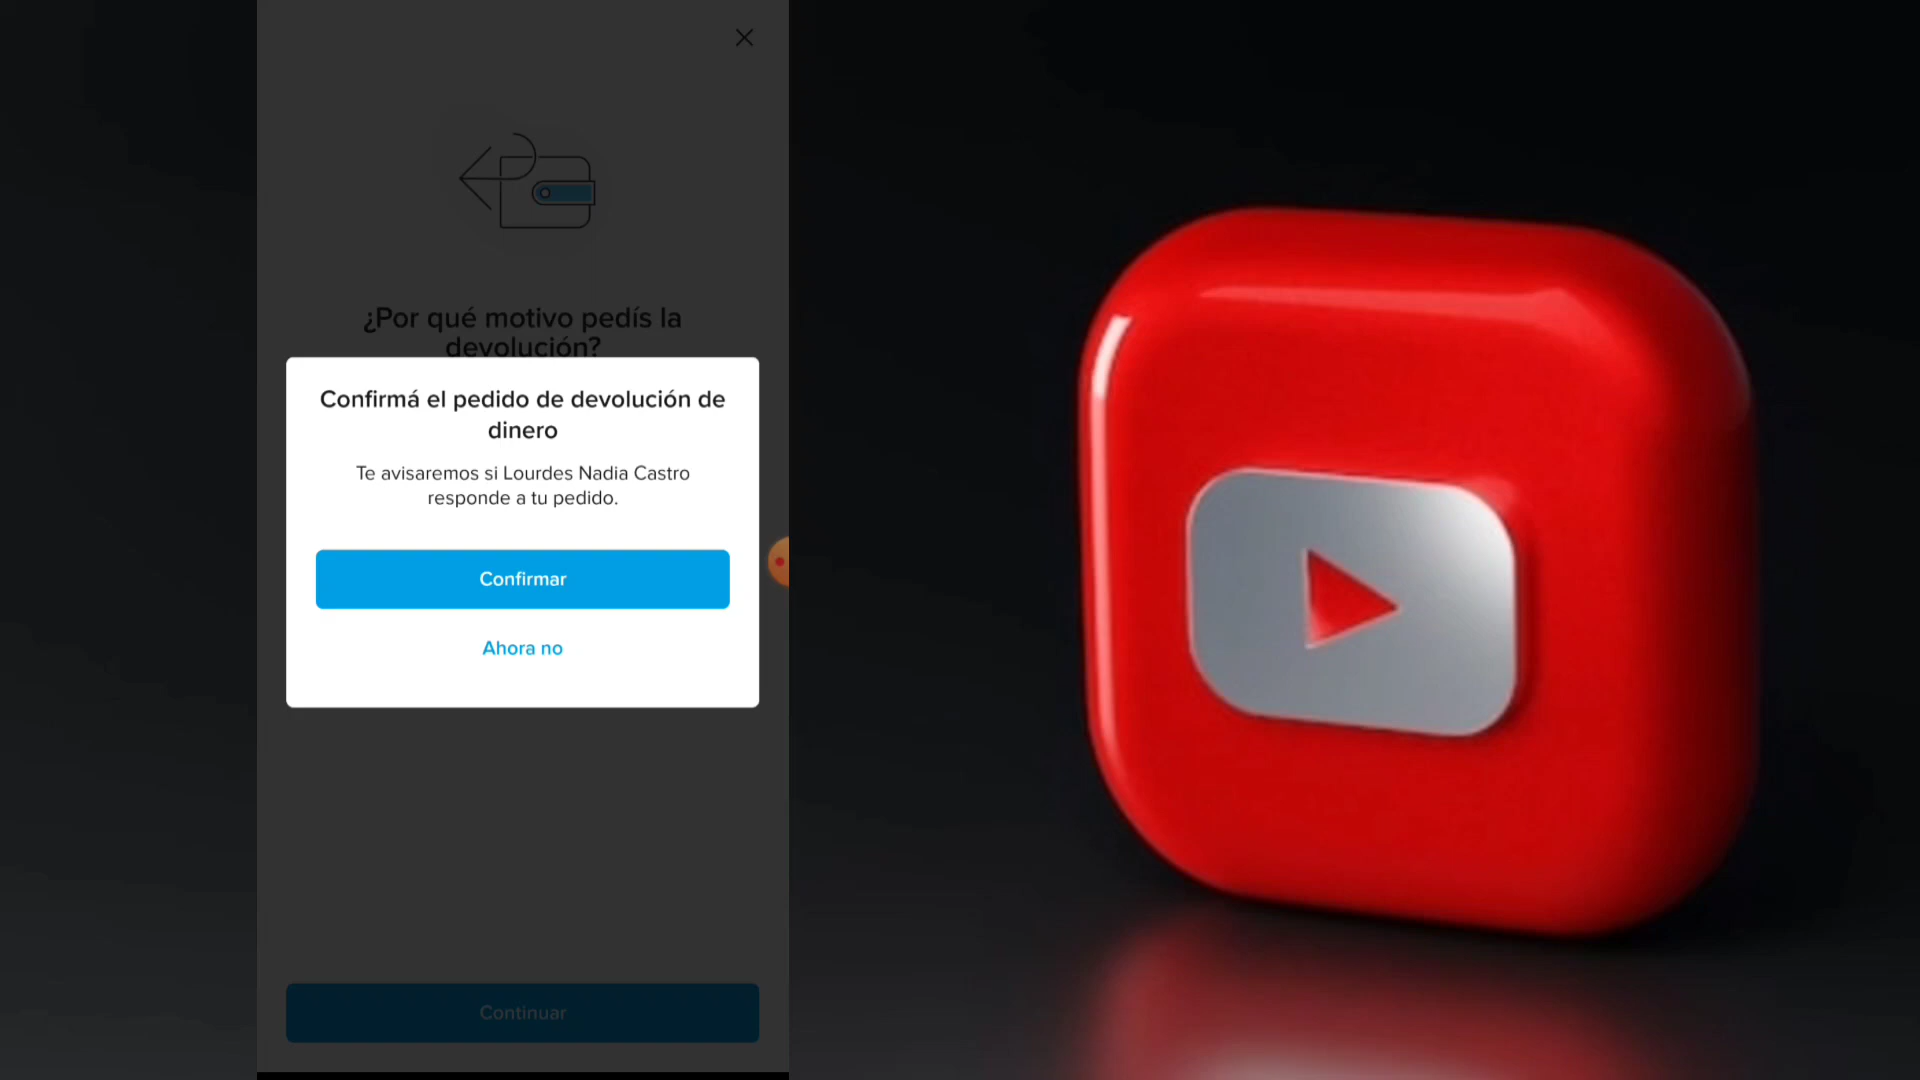 ¿Por qué motivo pedís la
devolución?
Confirmá el pedido de devolución de
dinero
Te avisaremos si Lourdes Nadia Castro
responde a tu pedido.
Confirmar
Ahora no
Continuar